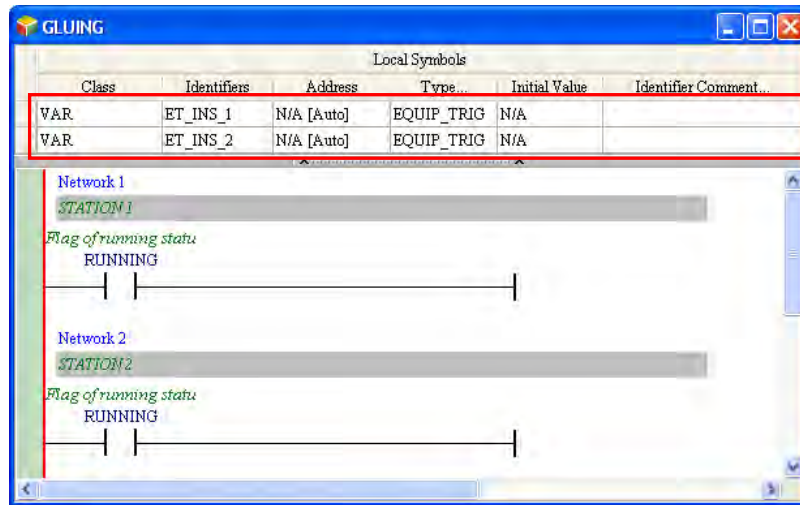 GLUING
Local Symbols
Class Identifiers Address Type... Initial Value Identifier Comment...
VAR ET_INS_1 N/A [Auto] EQUIP_TRIG N/A
VAR ET_INS_2 N/A [Auto] EQUIP_TRIG N/A
Network 1
STATION 1
Flag of running statu
RUNNING
Network 2
STATION 2
Flag of running statu
RUNNING